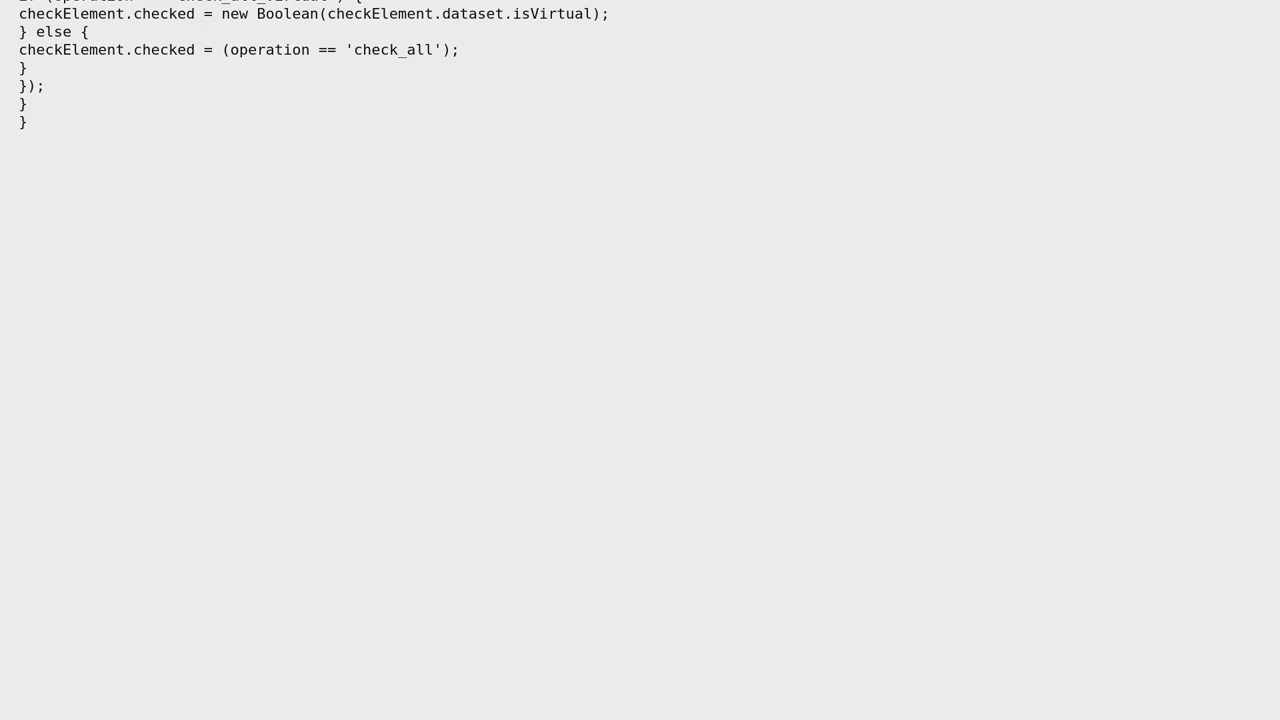 checkElement.checked = new Boolean(checkElement.dataset.isVirtual);
} else {
checkElement.checked = (operation == 'check_all');
}
});
}
}